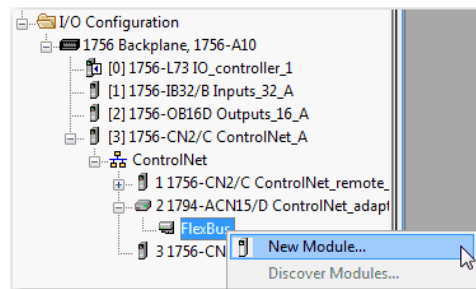 I/O Configuration
1756 Backplane, 1756-A10
[0] 1756-L73 IO_controller_1
[1] 1756-IB32/B Inputs_32_A
[2] 1756-OB16D Outputs_16_A
[3] 1756-CN2/C ControlNet_A
ControlNet
1 1756-CN2/C ControlNet_remote_
2 1794-ACN15/D ControlNet_adapt
FlexBus
New Module...
3 1756-CN
Discover Modules...